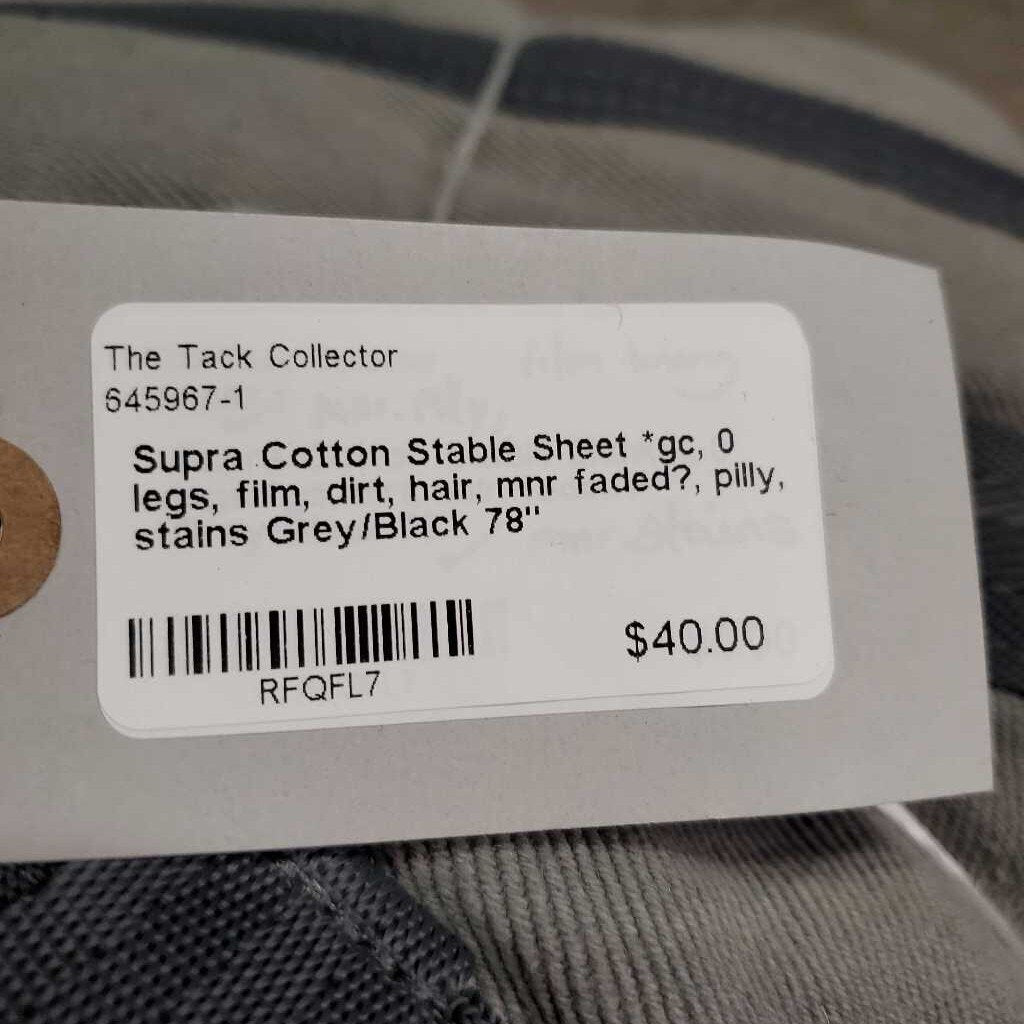 The Tack Collector
645967-1
Supra Cotton Stable Sheet *gc, 0
legs, film, dirt, hair, mnr faded?, pilly,
stains Grey/Black 78"
RFQFL7
$40.00